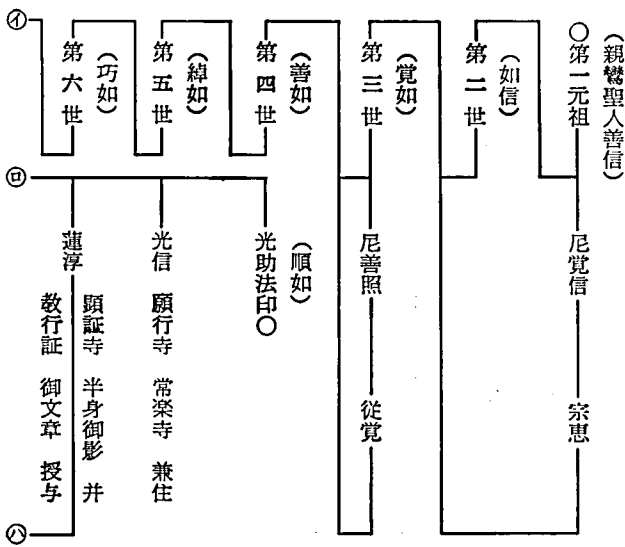 (親鸞聖人善信)
○第一元祖
尼覚信
宗恵
(如信)
第二世
(覚如)
第三世
尼善照
従覚
(善如)
第四世
(順如)
光助法印○
(綽如)
第五世
光信 願行寺 常楽寺 兼住
(巧如)
第六世
顕証寺 半身御影 并
蓮淳
教行証 御文章 授与
㋑
㋺
㋩